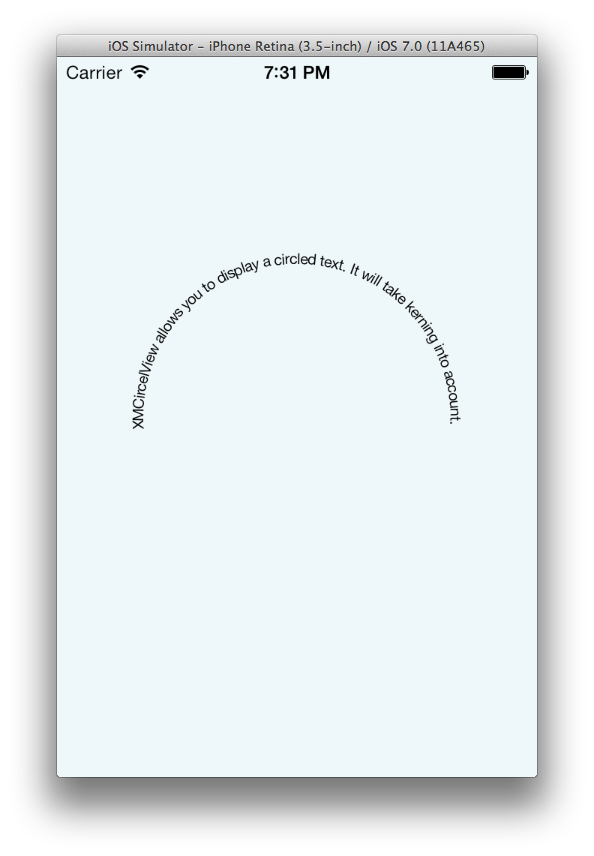 iOS Simulator - iPhone Retina (3.5-inch) / iOS 7.0 (11A465)
Carrier 7:31 PM
XMCircelView allows you to display a circled text. It will take kerning into account.